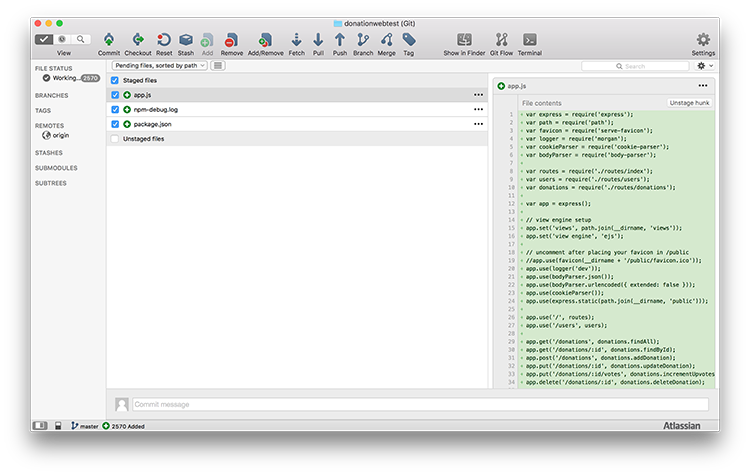 donationwebtest (Git)
View
Commit
Checkout
Reset
Stash
Add
Remove
Add/Remove
Fetch
Pull
Push
Branch
Merge
Tag
Show in Finder
Git Flow
Terminal
Settings
FILE STATUS
Working... 2570
BRANCHES
TAGS
REMOTES
origin
STASHES
SUBMODULES
SUBTREES
Pending files, sorted by path
Search
Staged files
app.js
npm-debug.log
package.json
Unstaged files
app.js
File contents
Unstage hunk
1 + var express = require('express');
2 + var path = require('path');
3 + var favicon = require('serve-favicon');
4 + var logger = require('morgan');
5 + var cookieParser = require('cookie-parser');
6 + var bodyParser = require('body-parser');
7 +
8 + var routes = require('./routes/index');
9 + var users = require('./routes/users');
10 + var donations = require('./routes/donations');
11 +
12 + var app = express();
13 +
14 + // view engine setup
15 + app.set('views', path.join(__dirname, 'views'));
16 + app.set('view engine', 'ejs');
17 +
18 + // uncomment after placing your favicon in /public
19 + //app.use(favicon(__dirname + '/public/favicon.ico'));
20 + app.use(logger('dev'));
21 + app.use(bodyParser.json());
22 + app.use(bodyParser.urlencoded({ extended: false }));
23 + app.use(cookieParser());
24 + app.use(express.static(path.join(__dirname, 'public')));
25 +
26 + app.use('/', routes);
27 + app.use('/users', users);
28 +
29 + app.get('/donations', donations.findAll);
30 + app.get('/donations/:id', donations.findById);
31 + app.post('/donations', donations.addDonation);
32 + app.put('/donations/:id', donations.updateDonation);
33 + app.put('/donations/:id/votes', donations.incrementUpvotes
34 + app.delete('/donations/:id', donations.deleteDonation);
Commit message
master
2570 Added
Atlassian